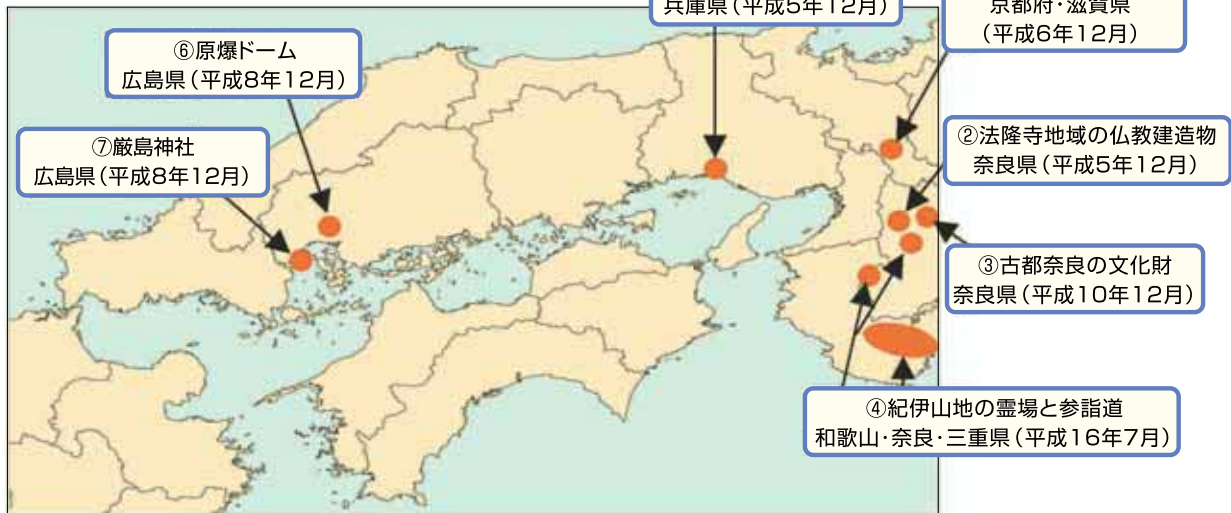 兵庫県(平成5年12月)
京都府・滋賀県
(平成6年12月)
⑥原爆ドーム
広島県(平成8年12月)
⑦厳島神社
広島県(平成8年12月)
②法隆寺地域の仏教建造物
奈良県(平成5年12月)
③古都奈良の文化財
奈良県(平成10年12月)
④紀伊山地の霊場と参詣道
和歌山・奈良・三重県(平成16年7月)